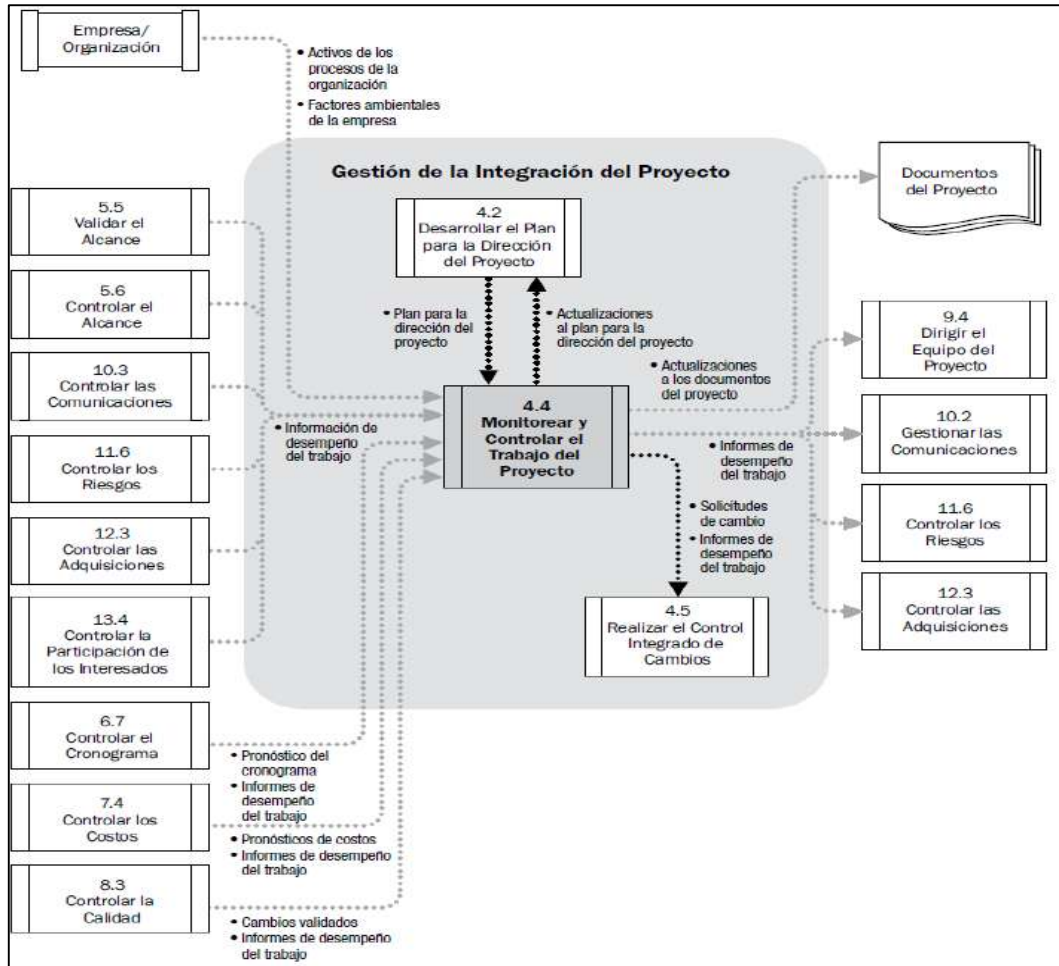 Empresa/
Organización
• Activos de los
procesos de la
organización
• Factores ambientales
de la empresa
Gestión de la Integración del Proyecto
Documentos
del Proyecto
5.5
Validar el
Alcance
4.2
Desarrollar el Plan
para la Dirección
del Proyecto
5.6
Controlar el
Alcance
• Plan para la
dirección del
proyecto
• Actualizaciones
al plan para la
dirección del proyecto
9.4
Dirigir el
Equipo del
Proyecto
10.3
Controlar las
Comunicaciones
• Actualizaciones
a los documentos
del proyecto
4.4
Monitorear y
Controlar el
Trabajo del
Proyecto
• Información de
desempeño
del trabajo
10.2
Gestionar las
Comunicaciones
11.6
Controlar los
Riesgos
• Informes de
desempeño
del trabajo
• Solicitudes
de cambio
• Informes de
desempeño
del trabajo
11.6
Controlar los
Riesgos
12.3
Controlar las
Adquisiciones
12.3
Controlar las
Adquisiciones
13.4
Controlar la
Participación de
los Interesados
4.5
Realizar el Control
Integrado de
Cambios
6.7
Controlar el
Cronograma
• Pronóstico del
cronograma
• Informes de
desempeño
del trabajo
7.4
Controlar los
Costos
• Pronósticos de costos
• Informes de desempeño
del trabajo
8.3
Controlar la
Calidad
• Cambios validados
• Informes de desempeño
del trabajo